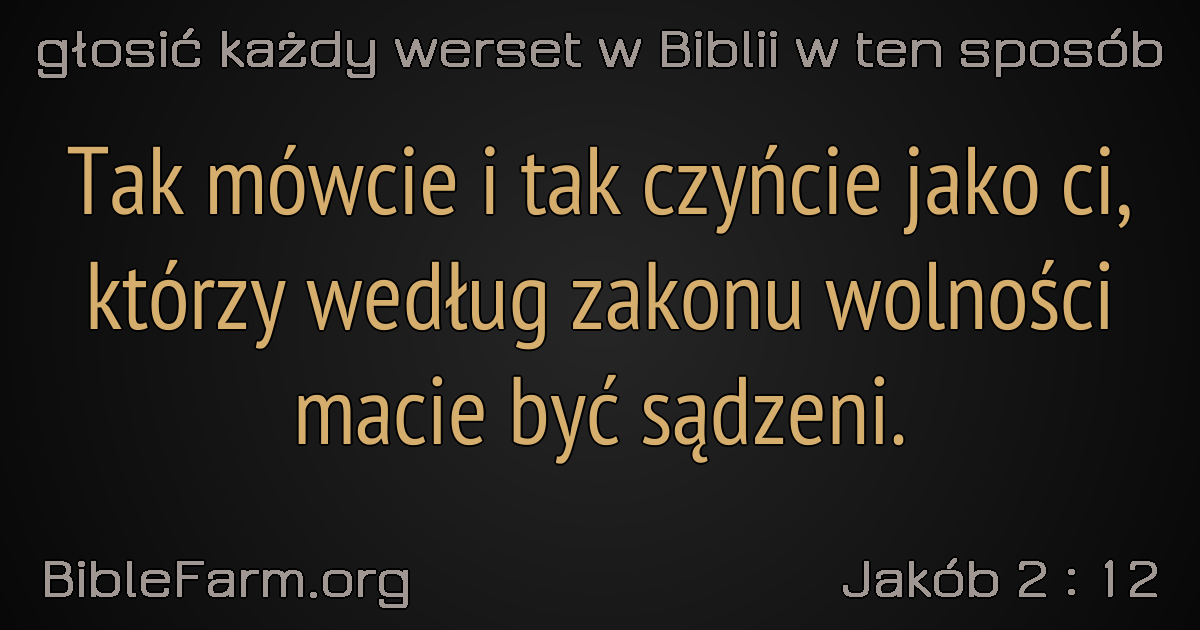 głosić każdy werset w Biblii w ten sposób
Tak mówcie i tak czyńcie jako ci,
którzy według zakonu wolności
macie być sądzeni.
BibleFarm.org
Jakób 2 : 12